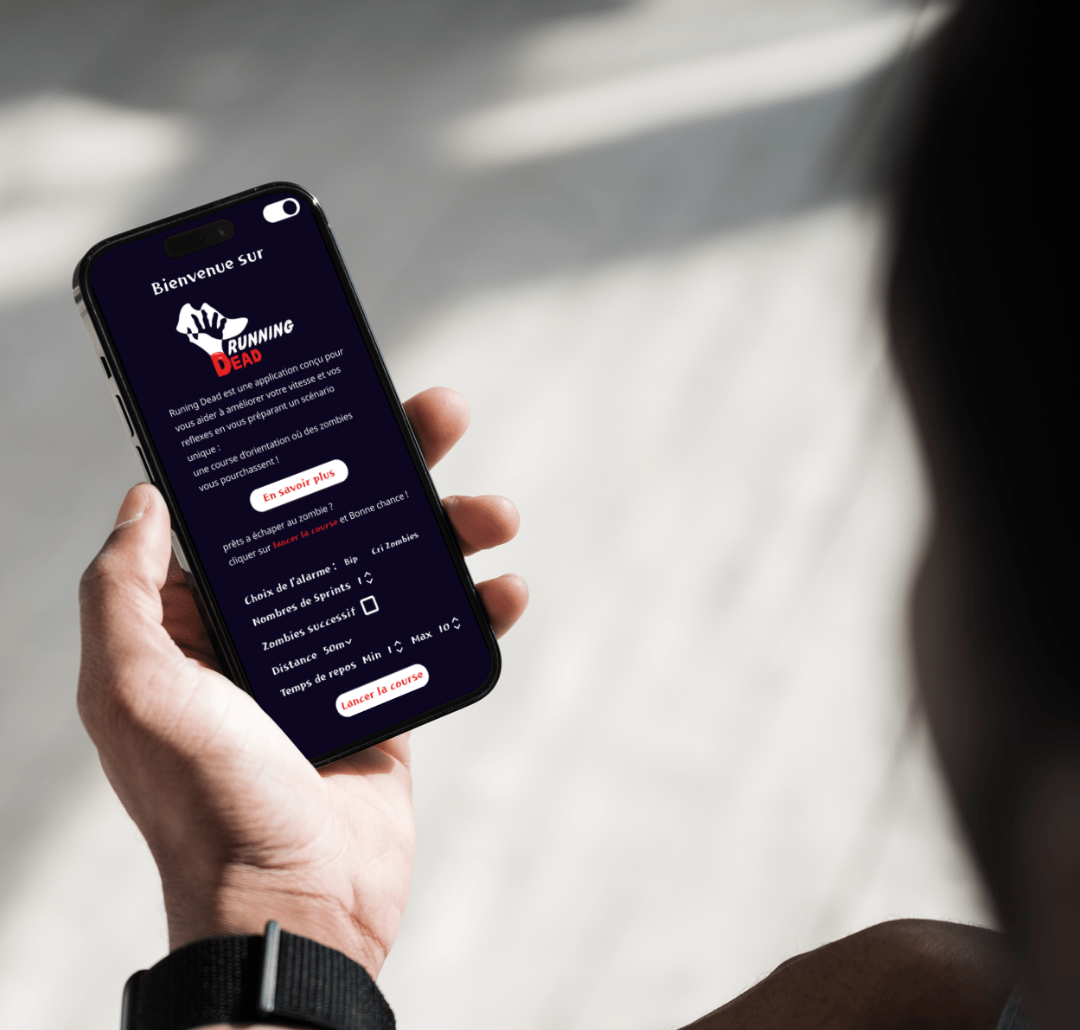 Bienvenue sur
RUNNING
DEAD
Runing Dead est une application conçu pour
vous aider à améliorer votre vitesse et vos
reflexes en vous préparant un scénario
unique :
une course d'orientation où des zombies
vous pourchassent !
En savoir plus
prêts a échaper au zombie ?
cliquer sur lancer la course et Bonne chance !
Choix de l'alarme : Bip Cri Zombies
Nombres de Sprints 1
Zombies successif
Distance 50m
Temps de repos Min 1 Max 10
Lancer la course